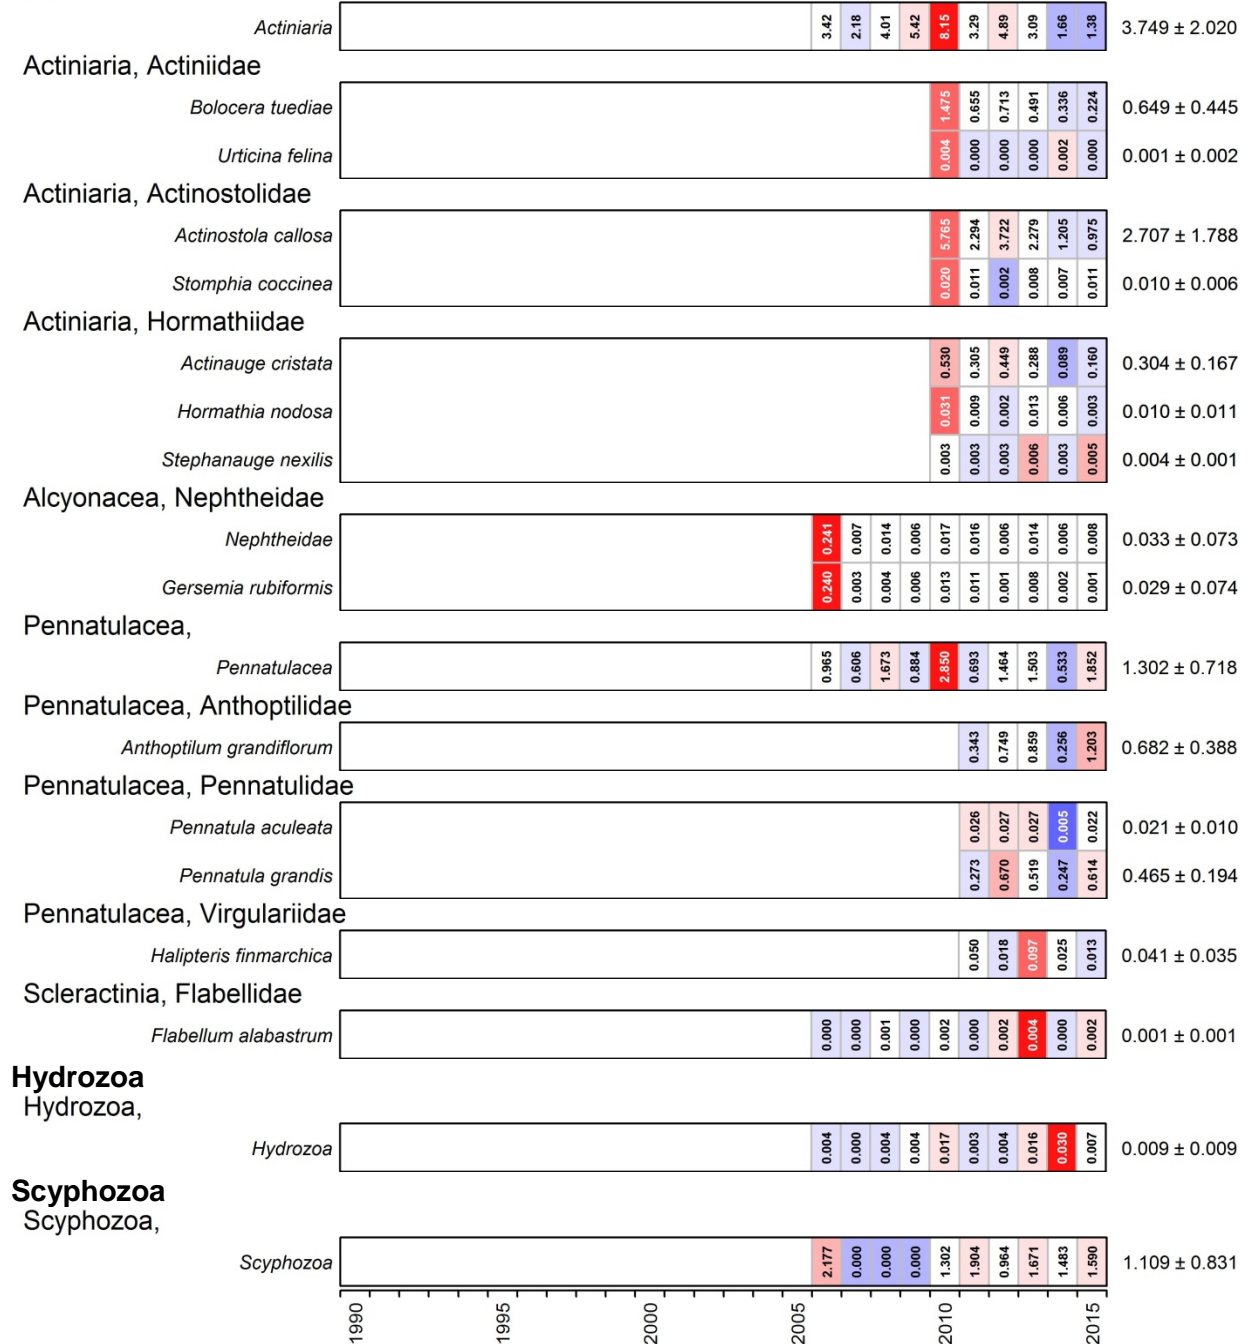 Actiniaria 3.42 2.18 4.01 5.42 8.15 3.29 4.89 3.09 1.66 1.38 3.749 ± 2.020
Actiniaria, Actiniidae
Bolocera tuediae 1.475 0.655 0.713 0.491 0.336 0.224 0.649 ± 0.445
Urticina felina 0.004 0.000 0.000 0.000 0.002 0.000 0.001 ± 0.002
Actiniaria, Actinostolidae
Actinostola callosa 5.765 2.294 3.722 2.279 1.205 0.975 2.707 ± 1.788
Stomphia coccinea 0.020 0.011 0.002 0.008 0.007 0.011 0.010 ± 0.006
Actiniaria, Hormathiidae
Actinauge cristata 0.530 0.305 0.449 0.288 0.089 0.160 0.304 ± 0.167
Hormathia nodosa 0.031 0.009 0.002 0.013 0.006 0.003 0.010 ± 0.011
Stephanauge nexilis 0.003 0.003 0.003 0.006 0.003 0.005 0.004 ± 0.001
Alcyonacea, Nephtheidae
Nephtheidae 0.241 0.007 0.014 0.006 0.017 0.016 0.006 0.014 0.006 0.008 0.033 ± 0.073
Gersemia rubiformis 0.240 0.003 0.004 0.006 0.013 0.011 0.001 0.008 0.002 0.001 0.029 ± 0.074
Pennatulacea,
Pennatulacea 0.965 0.606 1.673 0.884 2.850 0.693 1.464 1.503 0.533 1.852 1.302 ± 0.718
Pennatulacea, Anthoptilidae
Anthoptilum grandiflorum 0.343 0.749 0.859 0.256 1.203 0.682 ± 0.388
Pennatulacea, Pennatulidae
Pennatula aculeata 0.026 0.027 0.027 0.005 0.022 0.021 ± 0.010
Pennatula grandis 0.273 0.670 0.519 0.247 0.614 0.465 ± 0.194
Pennatulacea, Virgulariidae
Halipteris finmarchica 0.050 0.018 0.097 0.025 0.013 0.041 ± 0.035
Scleractinia, Flabellidae
Flabellum alabastrum 0.000 0.000 0.001 0.000 0.002 0.000 0.002 0.004 0.000 0.002 0.001 ± 0.001
Hydrozoa
Hydrozoa,
Hydrozoa 0.004 0.000 0.004 0.004 0.017 0.003 0.004 0.016 0.030 0.007 0.009 ± 0.009
Scyphozoa
Scyphozoa,
Scyphozoa 2.177 0.000 0.000 0.000 1.302 1.904 0.964 1.671 1.483 1.590 1.109 ± 0.831
1990 1995 2000 2005 2010 2015